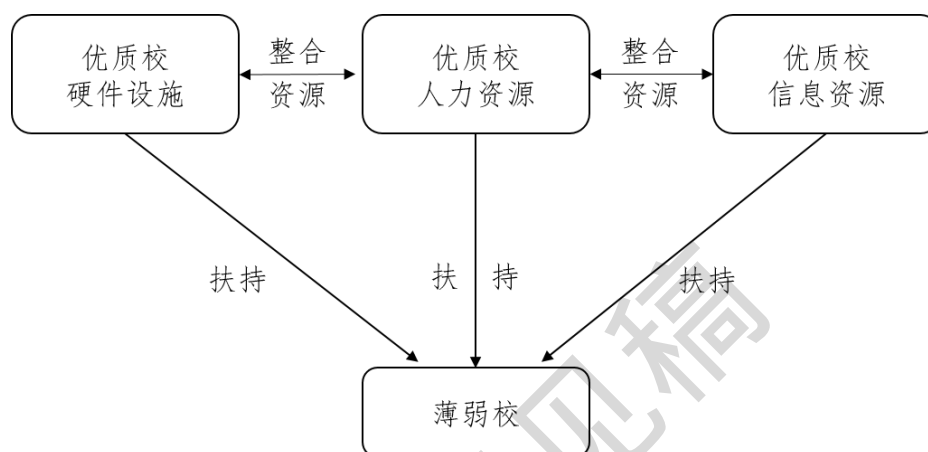 优质校
硬件设施
整合
资源
优质校
人力资源
整合
资源
优质校
信息资源
扶持
扶 持
扶持
薄弱校
见稿